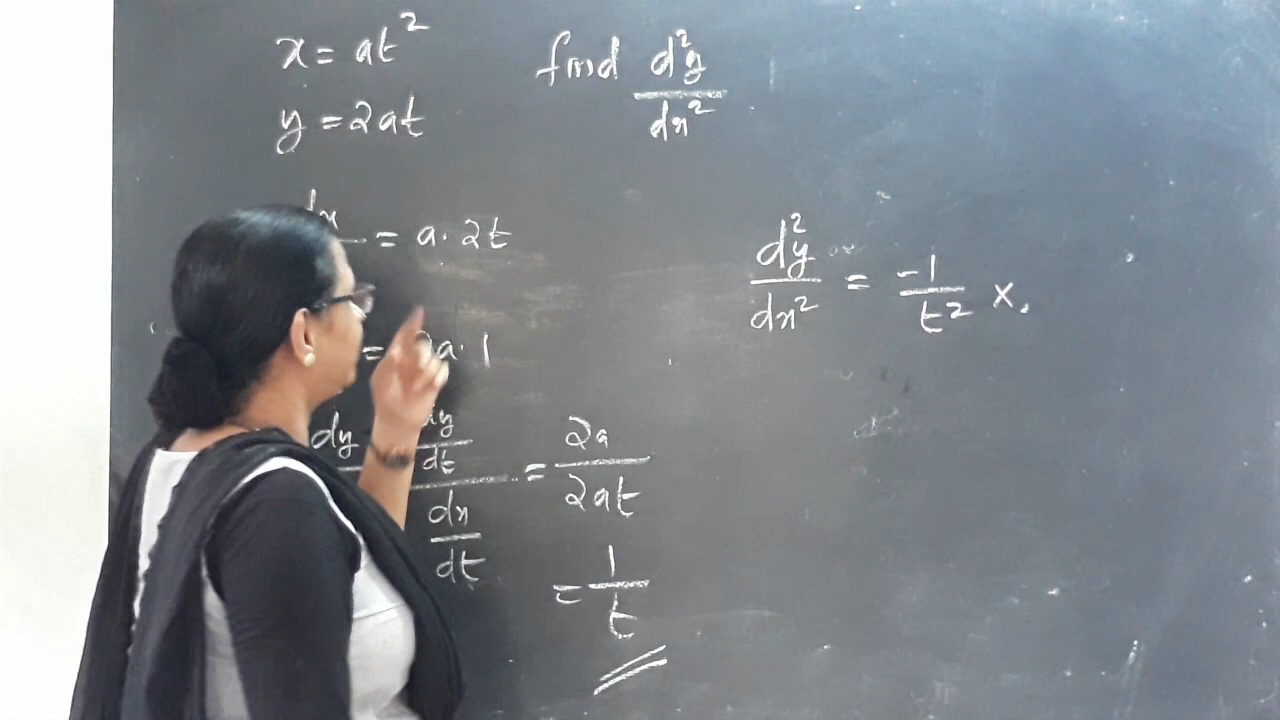 x = at²
y = 2at
find d²y/dx²
dx = a · 2t
= 2a · 1
dy dy/dt / dx/dt = 2a/2at
= 1/t
d²y/dx² = -1/t² ×